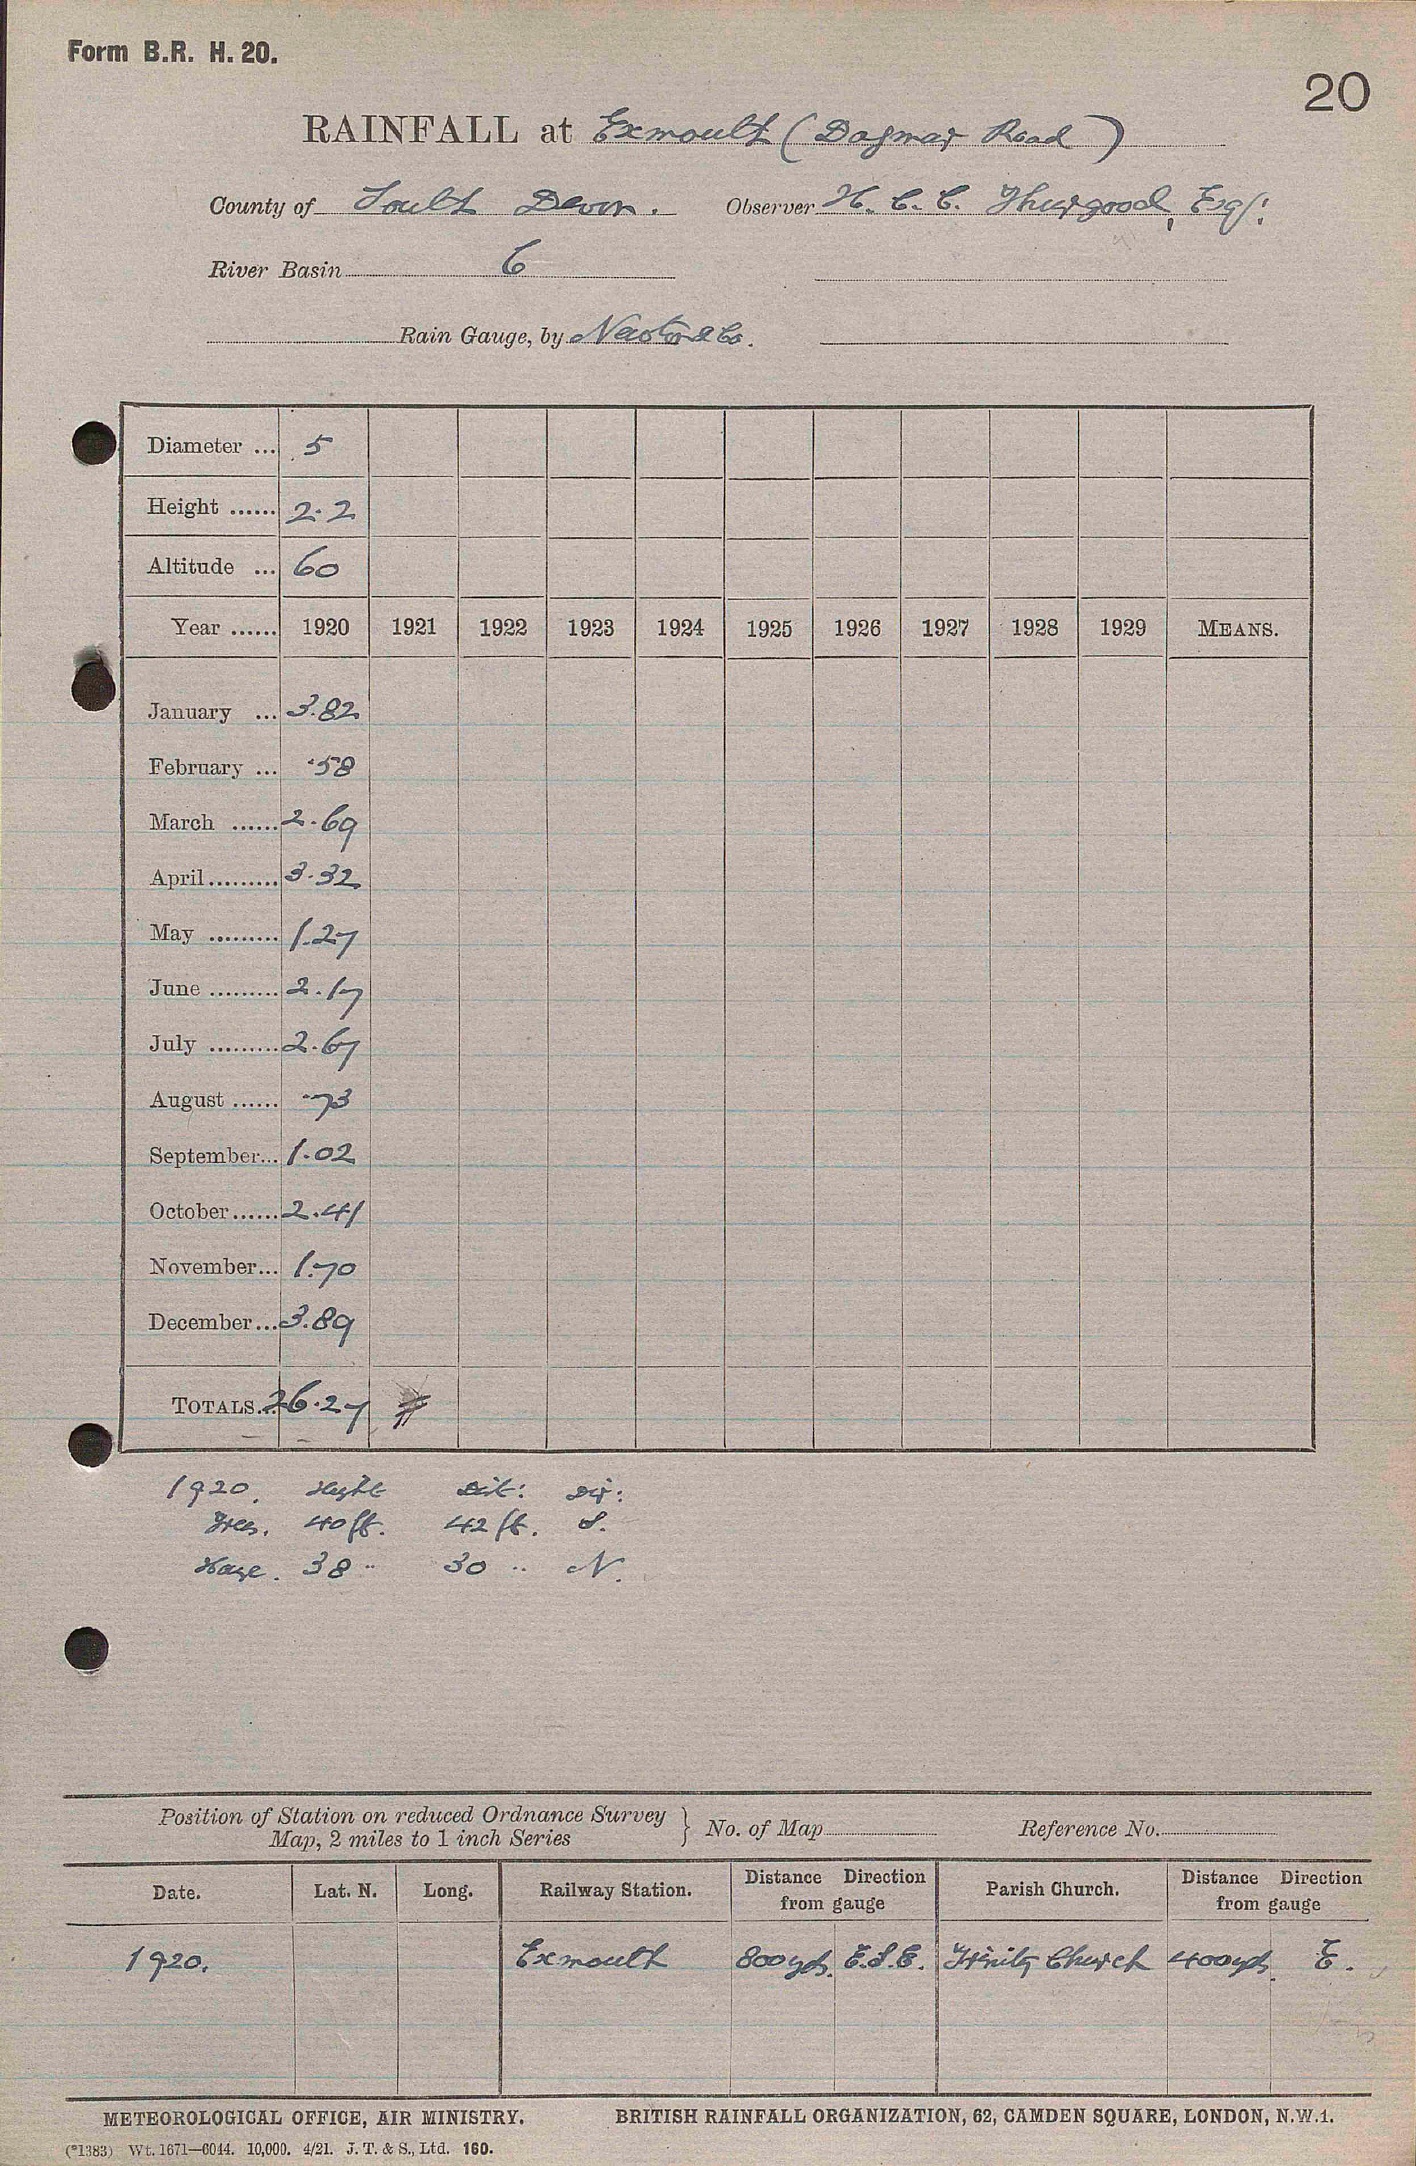 Form B.R. H. 20.
20
RAINFALL at Exmouth (Dagmar Road)
County of South Devon. Observer H. C. C. Thurgood, Esq:
River Basin 6
Rain Gauge, by Newton & Co.
Diameter ... 5
Height ...... 2.2
Altitude ... 60
Year ...... 1920 1921 1922 1923 1924 1925 1926 1927 1928 1929 MEANS.
January ... 3.82
February ... .58
March ...... 2.69
April ......... 3.32
May ......... 1.27
June ......... 2.17
July ......... 2.67
August ...... .73
September... 1.02
October ...... 2.41
November... 1.70
December... 3.89
TOTALS... 26.27
1920. Height Dist: Dir:
Trees. 40 ft. 42 ft. S.
House. 38 " 30 " N.
Position of Station on reduced Ordnance Survey
Map, 2 miles to 1 inch Series } No. of Map Reference No.
Date. Lat. N. Long. Railway Station. Distance Direction from gauge Parish Church. Distance Direction from gauge
1920. Exmouth 800 yds. E.S.E. Trinity Church 400 yds. E.
METEOROLOGICAL OFFICE, AIR MINISTRY. BRITISH RAINFALL ORGANIZATION, 62, CAMDEN SQUARE, LONDON, N.W.1.
(*1383) Wt. 1671—6044. 10,000. 4/21. J. T. & S., Ltd. 160.